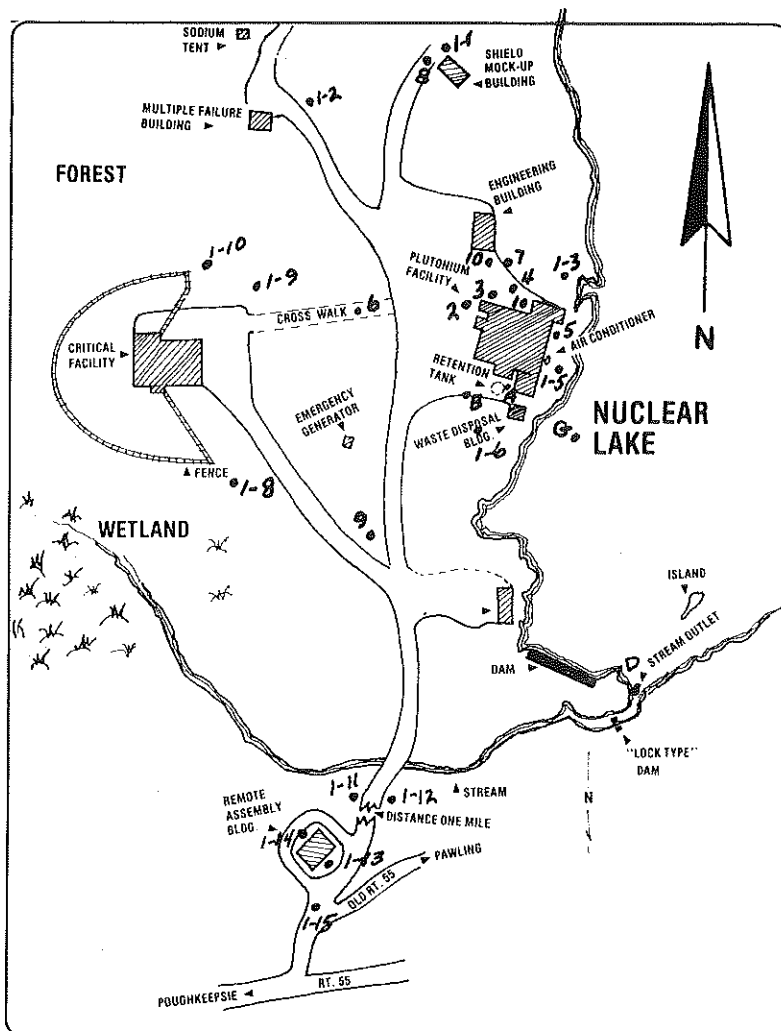 SODIUM
TENT
1-1
SHIELD
MOCK-UP
BUILDING
8
1-2
MULTIPLE FAILURE
BUILDING
FOREST
ENGINEERING
BUILDING
1-10
1-9
10
7
1-3
PLUTONIUM
FACILITY
4
3
2
1
6
CROSS WALK
5
AIR CONDITIONER
CRITICAL
FACILITY
RETENTION
TANK
1-5
N
EMERGENCY
GENERATOR
WASTE DISPOSAL
BLDG.
1-6
G
NUCLEAR
LAKE
FENCE
1-8
WETLAND
9
ISLAND
D
STREAM OUTLET
DAM
"LOCK TYPE"
DAM
1-11
1-12
STREAM
N
REMOTE
ASSEMBLY
BLDG.
DISTANCE ONE MILE
1-14
1-13
PAWLING
OLD RT. 55
1-15
RT. 55
POUGHKEEPSIE